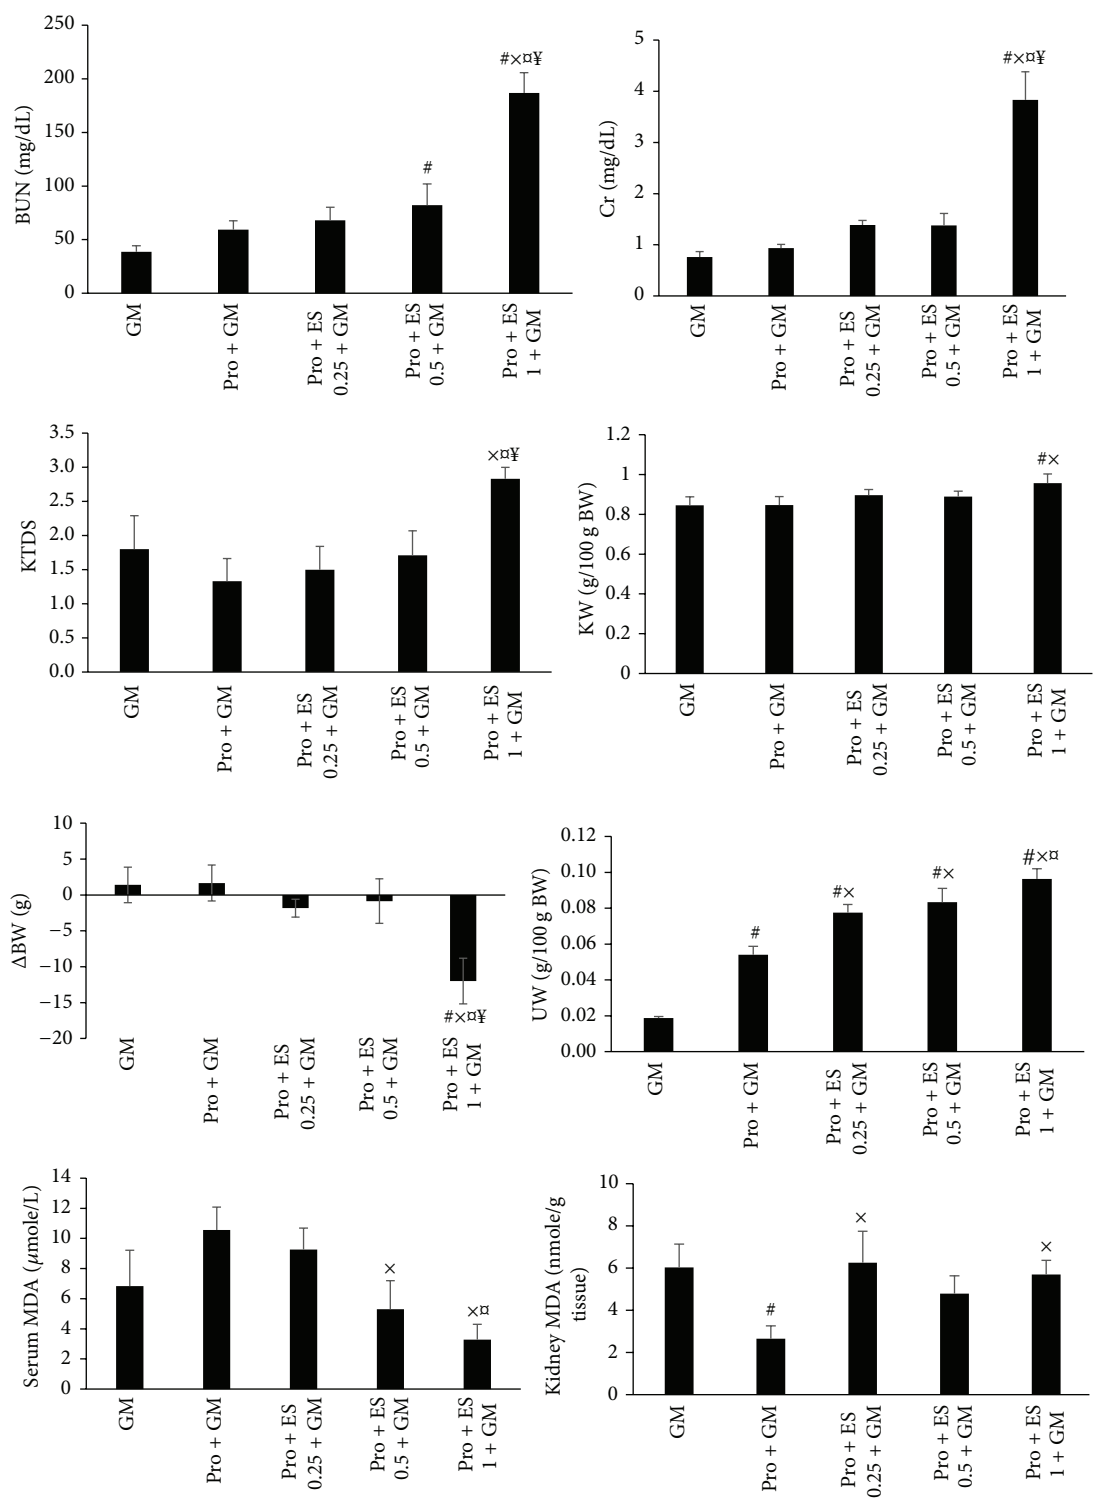 BUN (mg/dL)
250
200
150
100
50
0
#
#×¤¥
GM
Pro + GM
Pro + ES
0.25 + GM
Pro + ES
0.5 + GM
Pro + ES
1 + GM
Cr (mg/dL)
5
4
3
2
1
0
#×¤¥
GM
Pro + GM
Pro + ES
0.25 + GM
Pro + ES
0.5 + GM
Pro + ES
1 + GM
KTDS
3.5
3.0
2.5
2.0
1.5
1.0
0.5
0.0
×¤¥
GM
Pro + GM
Pro + ES
0.25 + GM
Pro + ES
0.5 + GM
Pro + ES
1 + GM
KW (g/100 g BW)
1.2
1
0.8
0.6
0.4
0.2
0
#×
GM
Pro + GM
Pro + ES
0.25 + GM
Pro + ES
0.5 + GM
Pro + ES
1 + GM
ΔBW (g)
10
5
0
−5
−10
−15
−20
#×¤¥
GM
Pro + GM
Pro + ES
0.25 + GM
Pro + ES
0.5 + GM
Pro + ES
1 + GM
UW (g/100 g BW)
0.12
0.10
0.08
0.06
0.04
0.02
0.00
#
#×
#×
#×¤
GM
Pro + GM
Pro + ES
0.25 + GM
Pro + ES
0.5 + GM
Pro + ES
1 + GM
Serum MDA (μmole/L)
14
12
10
8
6
4
2
0
×
×¤
GM
Pro + GM
Pro + ES
0.25 + GM
Pro + ES
0.5 + GM
Pro + ES
1 + GM
Kidney MDA (nmole/g
tissue)
10
8
6
4
2
0
#
×
×
GM
Pro + GM
Pro + ES
0.25 + GM
Pro + ES
0.5 + GM
Pro + ES
1 + GM